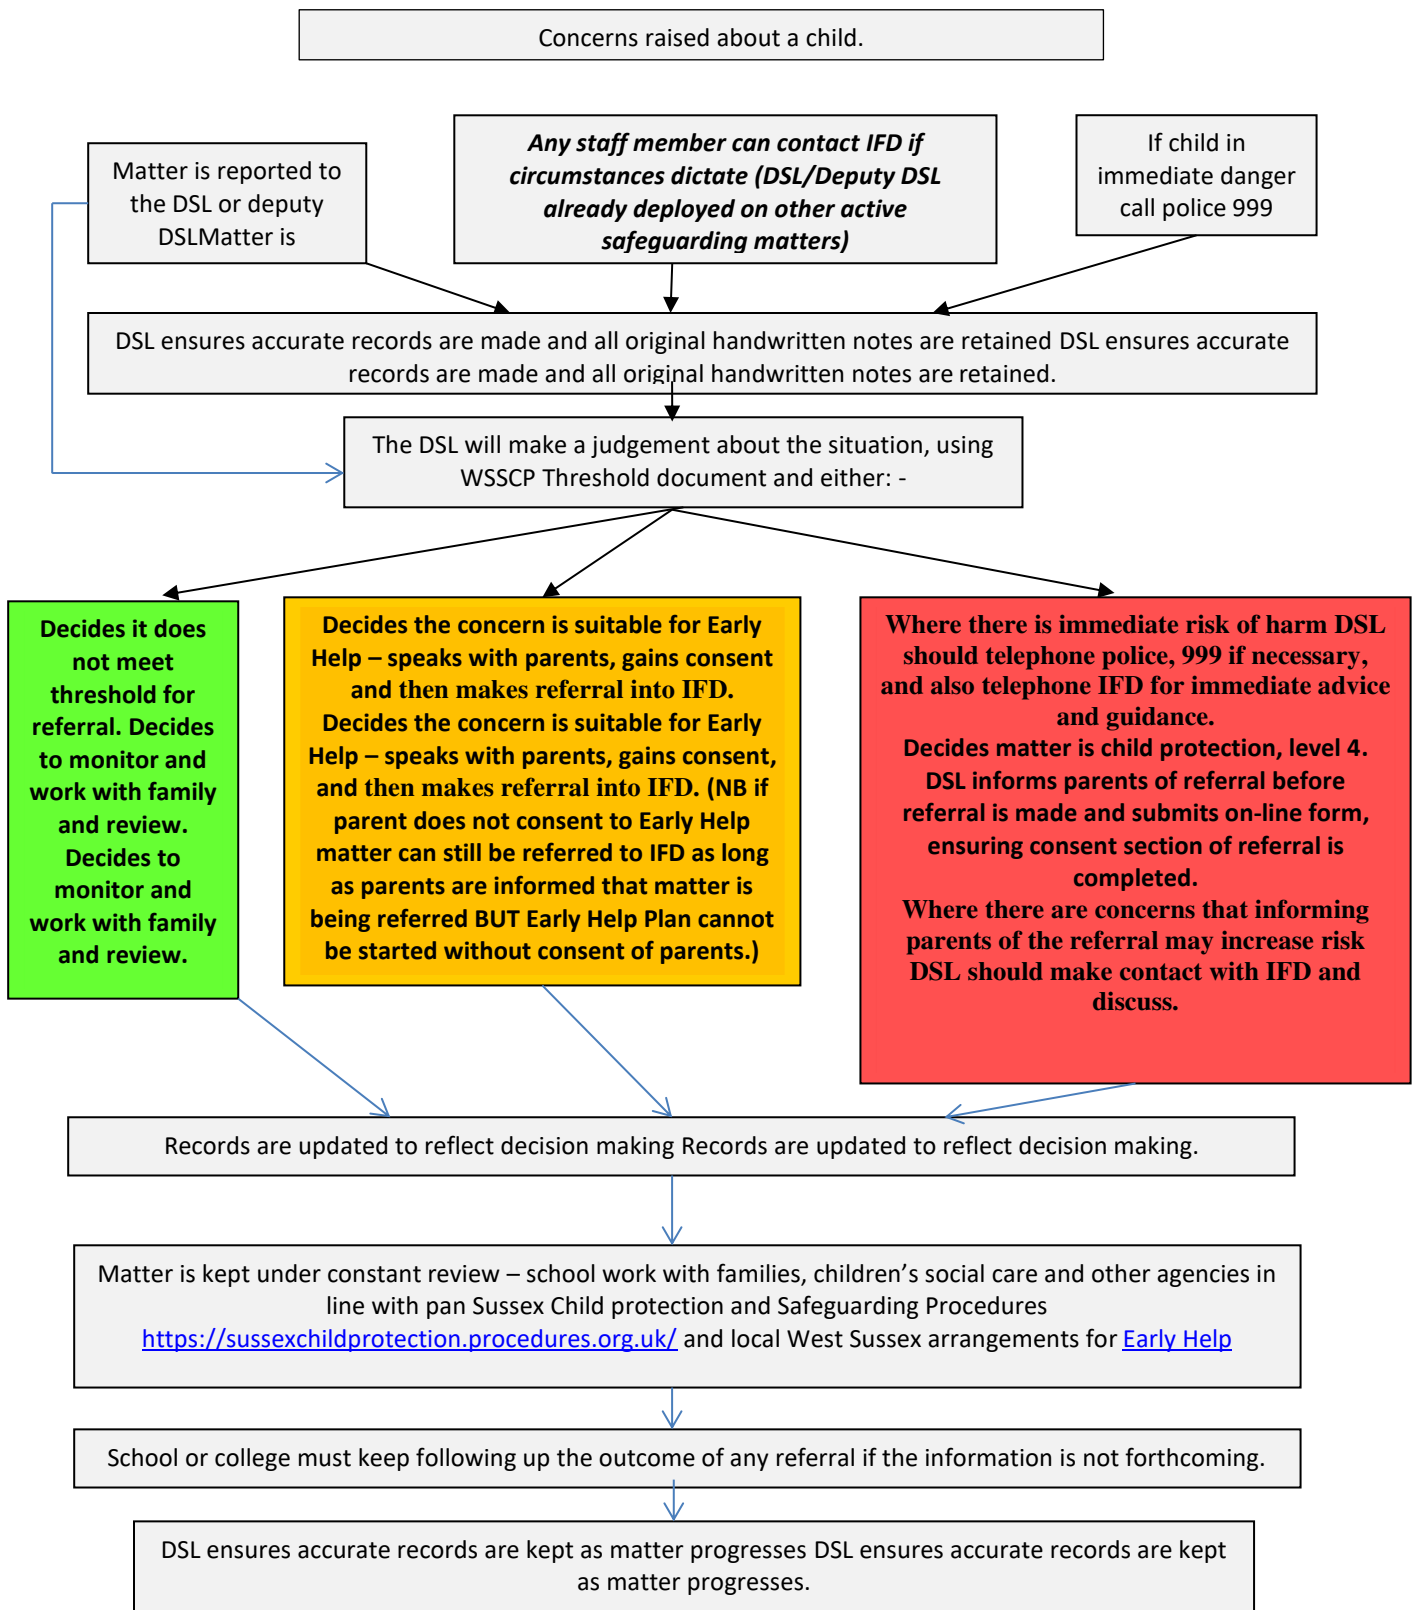 Concerns raised about a child.
Matter is reported to
the DSL or deputy
DSLMatter is
Any staff member can contact IFD if
circumstances dictate (DSL/Deputy DSL
already deployed on other active
safeguarding matters)
If child in
immediate danger
call police 999
DSL ensures accurate records are made and all original handwritten notes are retained DSL ensures accurate
records are made and all original handwritten notes are retained.
The DSL will make a judgement about the situation, using
WSSCP Threshold document and either: -
Decides it does
not meet
threshold for
referral. Decides
to monitor and
work with family
and review.
Decides to
monitor and
work with family
and review.
Decides the concern is suitable for Early
Help – speaks with parents, gains consent
and then makes referral into IFD.
Decides the concern is suitable for Early
Help – speaks with parents, gains consent,
and then makes referral into IFD. (NB if
parent does not consent to Early Help
matter can still be referred to IFD as long
as parents are informed that matter is
being referred BUT Early Help Plan cannot
be started without consent of parents.)
Where there is immediate risk of harm DSL
should telephone police, 999 if necessary,
and also telephone IFD for immediate advice
and guidance.
Decides matter is child protection, level 4.
DSL informs parents of referral before
referral is made and submits on-line form,
ensuring consent section of referral is
completed.
Where there are concerns that informing
parents of the referral may increase risk
DSL should make contact with IFD and
discuss.
Records are updated to reflect decision making Records are updated to reflect decision making.
Matter is kept under constant review – school work with families, children’s social care and other agencies in
line with pan Sussex Child protection and Safeguarding Procedures
https://sussexchildprotection.procedures.org.uk/ and local West Sussex arrangements for Early Help
School or college must keep following up the outcome of any referral if the information is not forthcoming.
DSL ensures accurate records are kept as matter progresses DSL ensures accurate records are kept
as matter progresses.